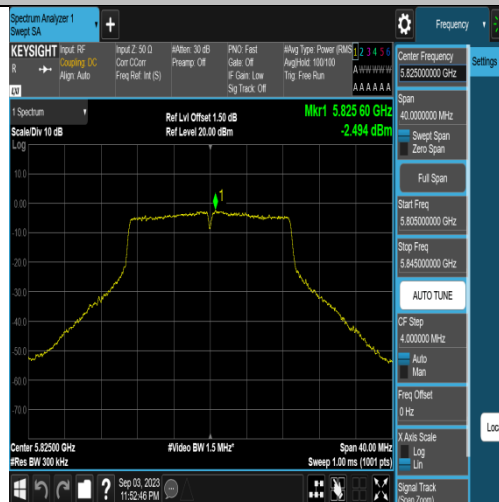 Spectrum Analyzer 1
Swept SA
Frequency
KEYSIGHT
R
Input: RF
Coupling: DC
Align: Auto
Input Z: 50 Ω
Corr CCorr
Freq Ref: Int (S)
#Atten: 30 dB
Preamp: Off
PNO: Fast
Gate: Off
IF Gain: Low
Sig Track: Off
#Avg Type: Power (RMS
Avg|Hold: 100/100
Trig: Free Run
1 2 3 4 5 6
A W W W W W
A A A A A A
LV
1 Spectrum
Scale/Div 10 dB
Log
Ref Lvl Offset 1.50 dB
Ref Level 20.00 dBm
Mkr1 5.825 60 GHz
-2.494 dBm
1
10.0
0.00
-10.0
-20.0
-30.0
-40.0
-50.0
-60.0
-70.0
Center 5.82500 GHz
#Res BW 300 kHz
#Video BW 1.5 MHz*
Span 40.00 MHz
Sweep 1.00 ms (1001 pts)
Sep 03, 2023
11:52:46 PM
Center Frequency
5.825000000 GHz
Settings
Span
40.0000000 MHz
Swept Span
Zero Span
Full Span
Start Freq
5.805000000 GHz
Stop Freq
5.845000000 GHz
AUTO TUNE
CF Step
4.000000 MHz
Auto
Man
Freq Offset
0 Hz
X Axis Scale
Log
Lin
Loc
Signal Track
(Span Zoom)